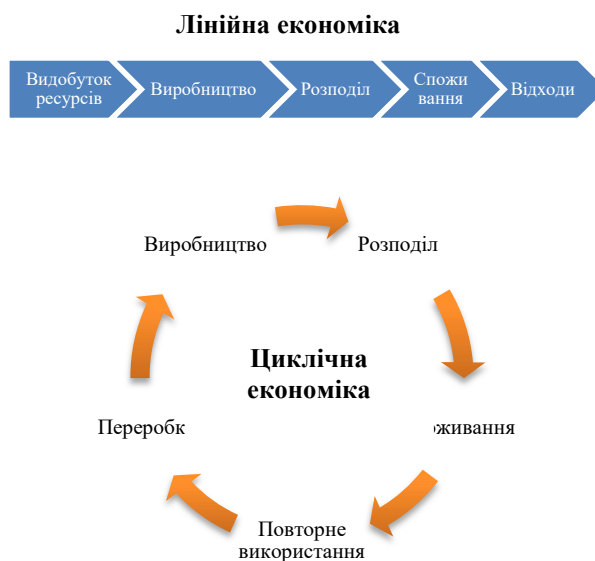 Лінійна економіка
Видобуток
ресурсів
Виробництво
Розподіл
Спожи
вання
Відходи
Виробництво
Розподіл
Циклічна
економіка
Переробк
оживання
Повторне
використання